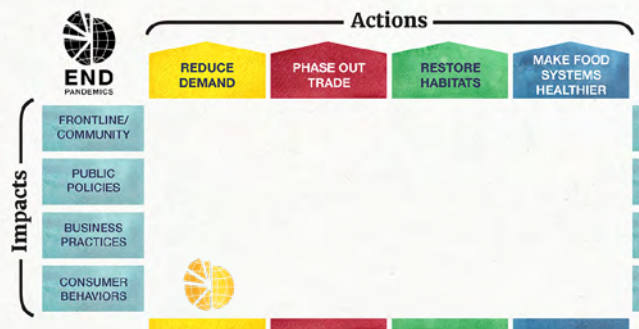 Actions
END
PANDEMICS
REDUCE
DEMAND
PHASE OUT
TRADE
RESTORE
HABITATS
MAKE FOOD
SYSTEMS
HEALTHIER
Impacts
FRONTLINE/
COMMUNITY
PUBLIC
POLICIES
BUSINESS
PRACTICES
CONSUMER
BEHAVIORS